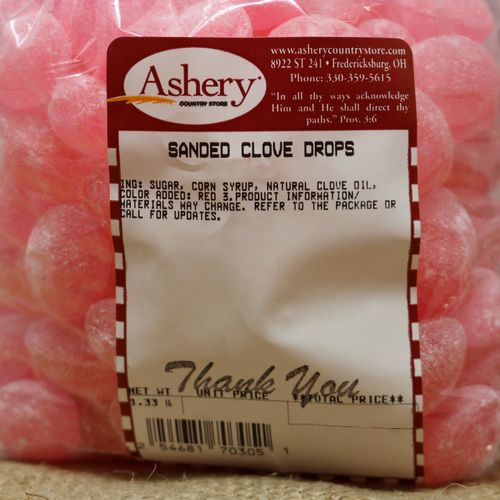 www.asherycountrystore.com
8922 ST 241 • Fredericksburg, OH
Phone: 330-359-5615
"In all thy ways acknowledge
Him and He shall direct thy
paths." Prov. 3:6
Ashery
COUNTRY STORE
SANDED CLOVE DROPS
ING: SUGAR, CORN SYRUP, NATURAL CLOVE OIL,
COLOR ADDED: RED 3.PRODUCT INFORMATION/
MATERIALS MAY CHANGE. REFER TO THE PACKAGE OR
CALL FOR UPDATES.
Thank You
NET WT UNIT PRICE **TOTAL PRICE**
1.33 lb
2 54681 70305 1